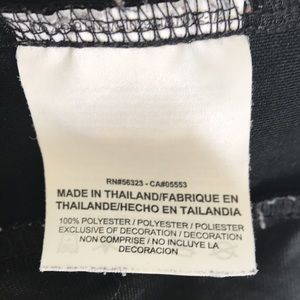 RN#56323 - CA#05553
MADE IN THAILAND/FABRIQUE EN
THAILANDE/HECHO EN TAILANDIA
100% POLYESTER / POLYESTER / POLIESTER
EXCLUSIVE OF DECORATION / DECORATION
NON COMPRISE / NO INCLUYE LA
DECORACION